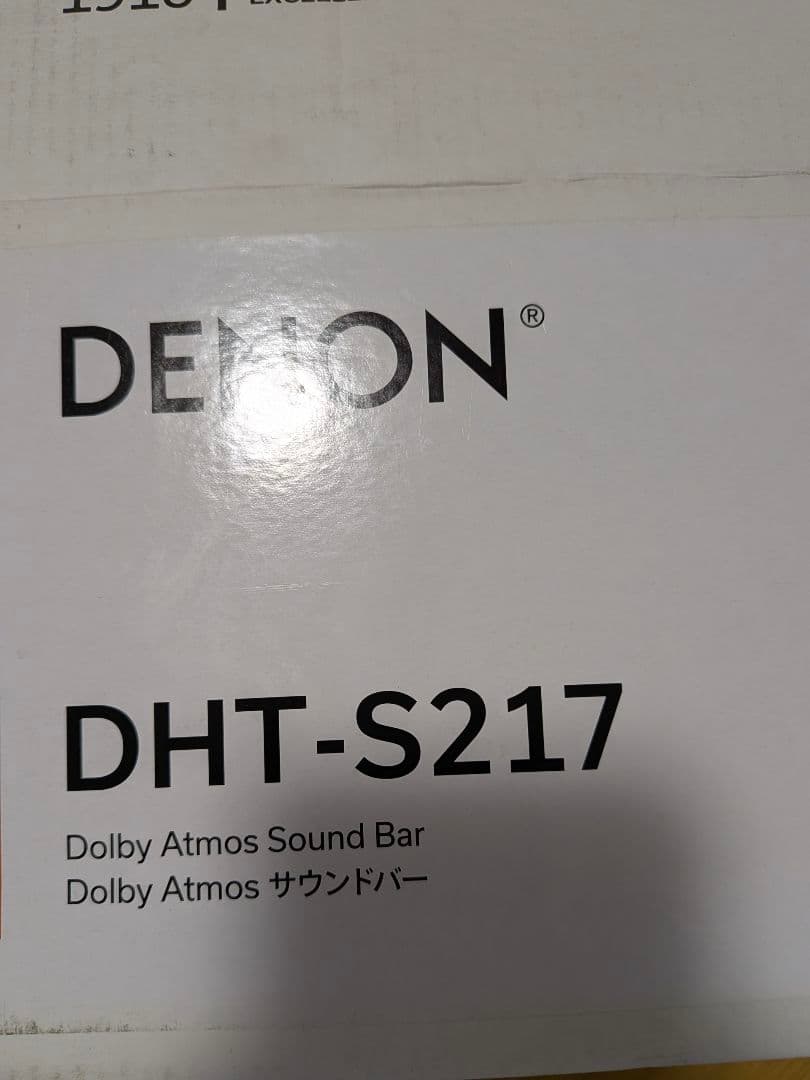 DENON®
DHT-S217
Dolby Atmos Sound Bar
Dolby Atmos サウンドバー